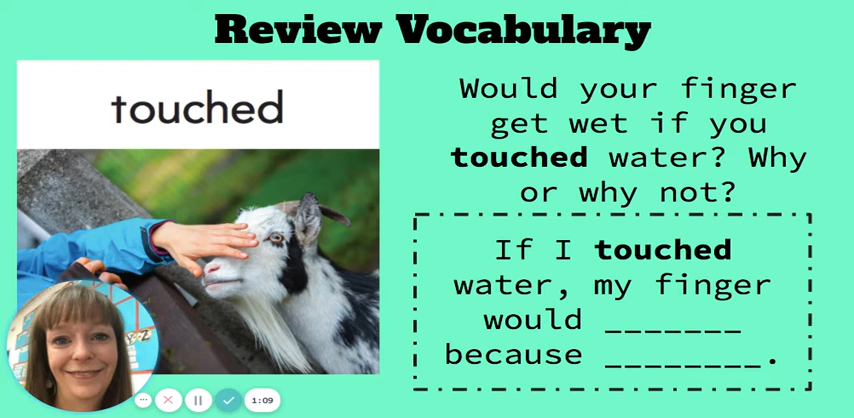 Review Vocabulary
touched
Would your finger
get wet if you
touched water? Why
or why not?
If I touched
water, my finger
would _______
because ________.
1:09